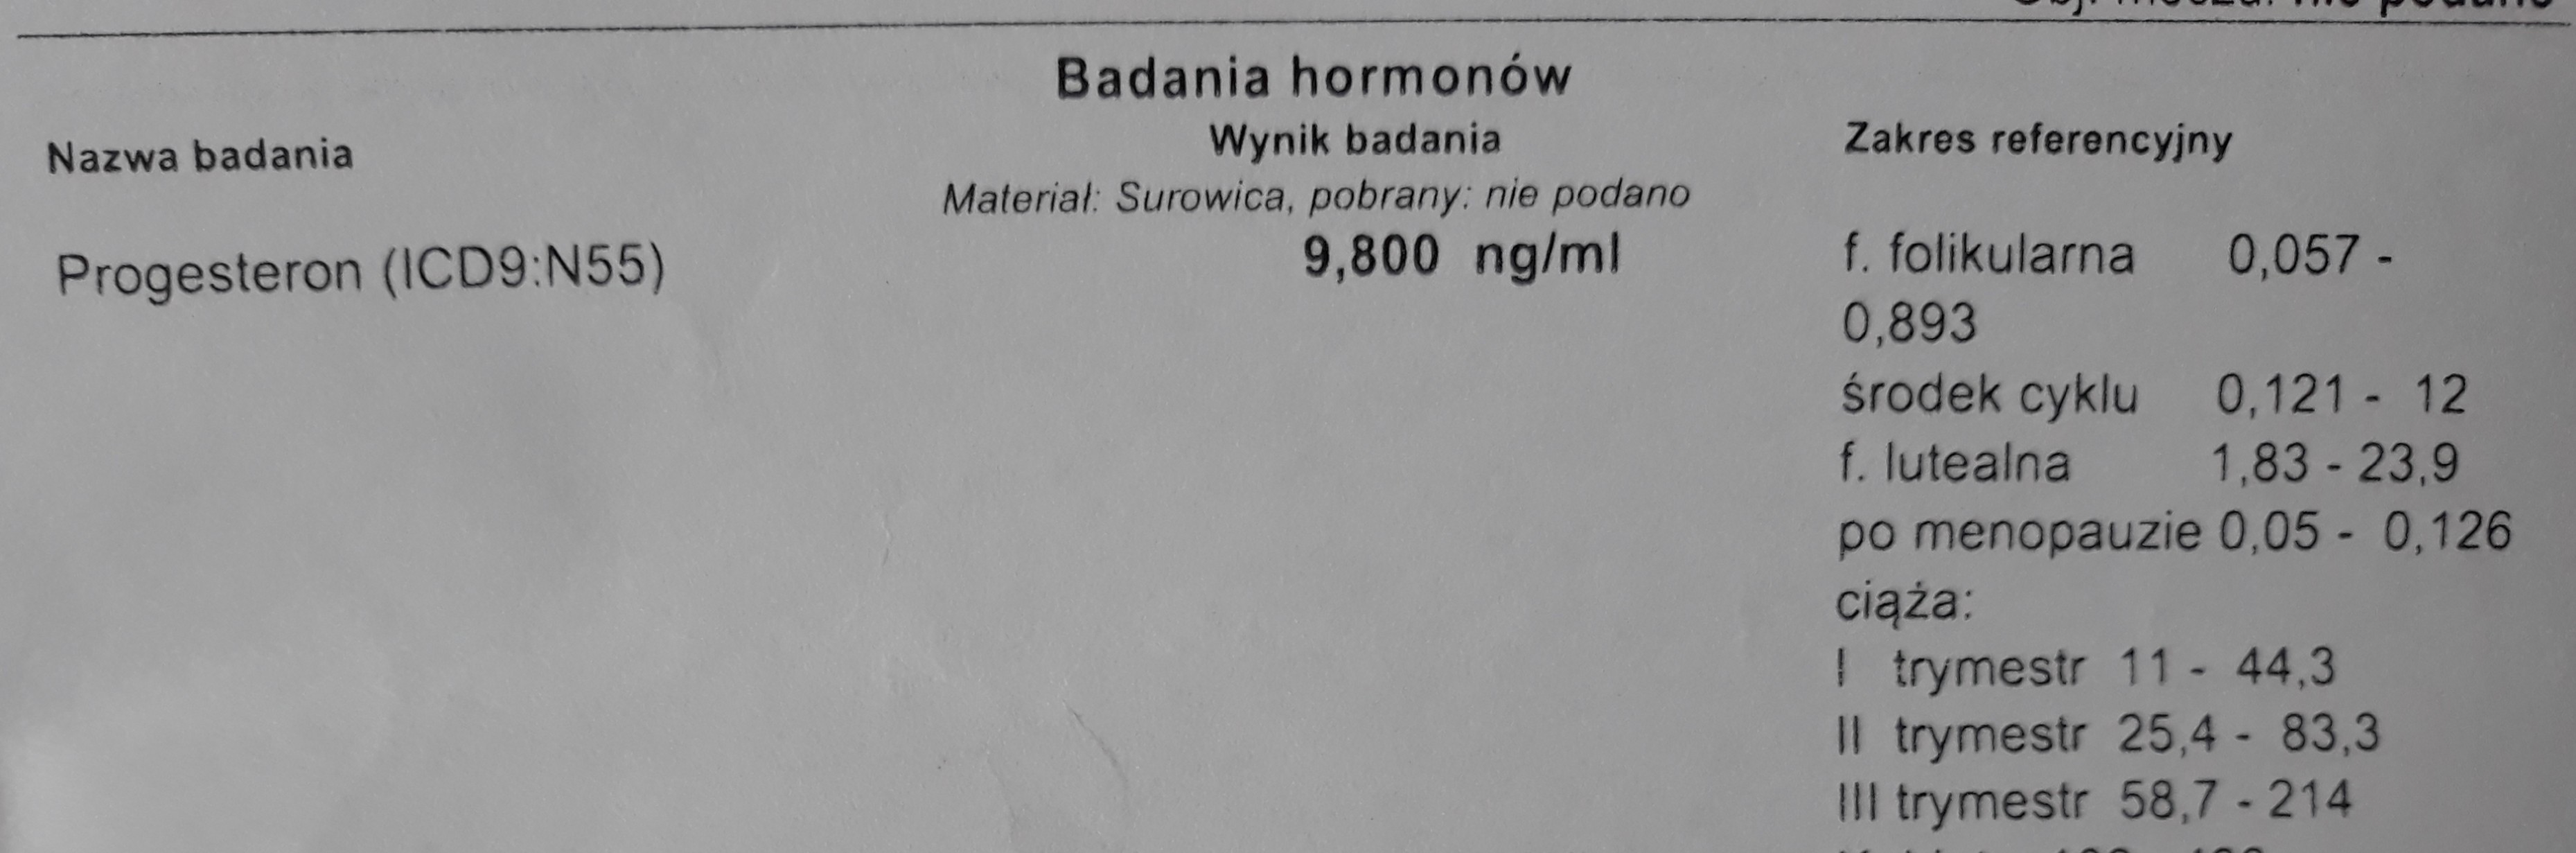 nie podano
Badania hormonów
Nazwa badania Wynik badania Zakres referencyjny
Materiał: Surowica, pobrany: nie podano
Progesteron (ICD9:N55) 9,800 ng/ml f. folikularna 0,057 -
0,893
środek cyklu 0,121 - 12
f. lutealna 1,83 - 23,9
po menopauzie 0,05 - 0,126
ciąża:
I trymestr 11 - 44,3
II trymestr 25,4 - 83,3
III trymestr 58,7 - 214